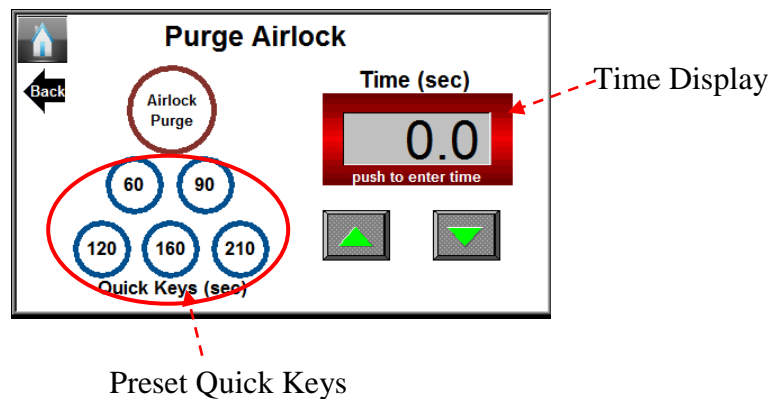 Purge Airlock
Back
Airlock
Purge
Time (sec)
Time Display
0.0
push to enter time
60
90
120
160
210
Quick Keys (sec)
Preset Quick Keys